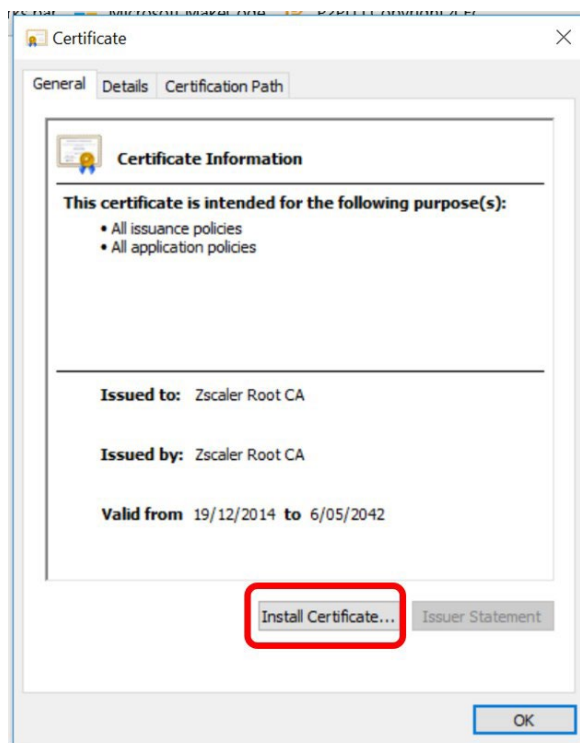 Microsoft MakeCode
Certificate
General Details Certification Path
Certificate Information
This certificate is intended for the following purpose(s):
• All issuance policies
• All application policies
Issued to: Zscaler Root CA
Issued by: Zscaler Root CA
Valid from 19/12/2014 to 6/05/2042
Install Certificate... Issuer Statement
OK